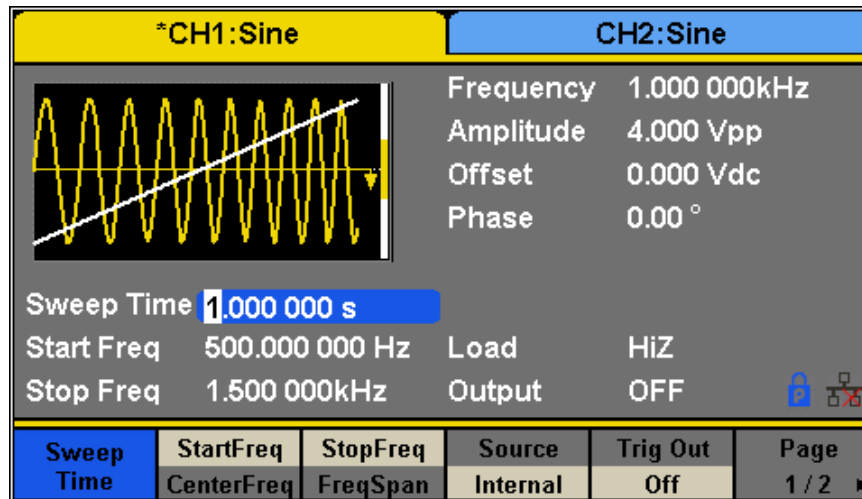 *CH1:Sine CH2:Sine
Frequency 1.000 000kHz
Amplitude 4.000 Vpp
Offset 0.000 Vdc
Phase 0.00 °
Sweep Time 1.000 000 s
Start Freq 500.000 000 Hz Load HiZ
Stop Freq 1.500 000kHz Output OFF P
Sweep Time StartFreq CenterFreq StopFreq FreqSpan Source Internal Trig Out Off Page 1/2